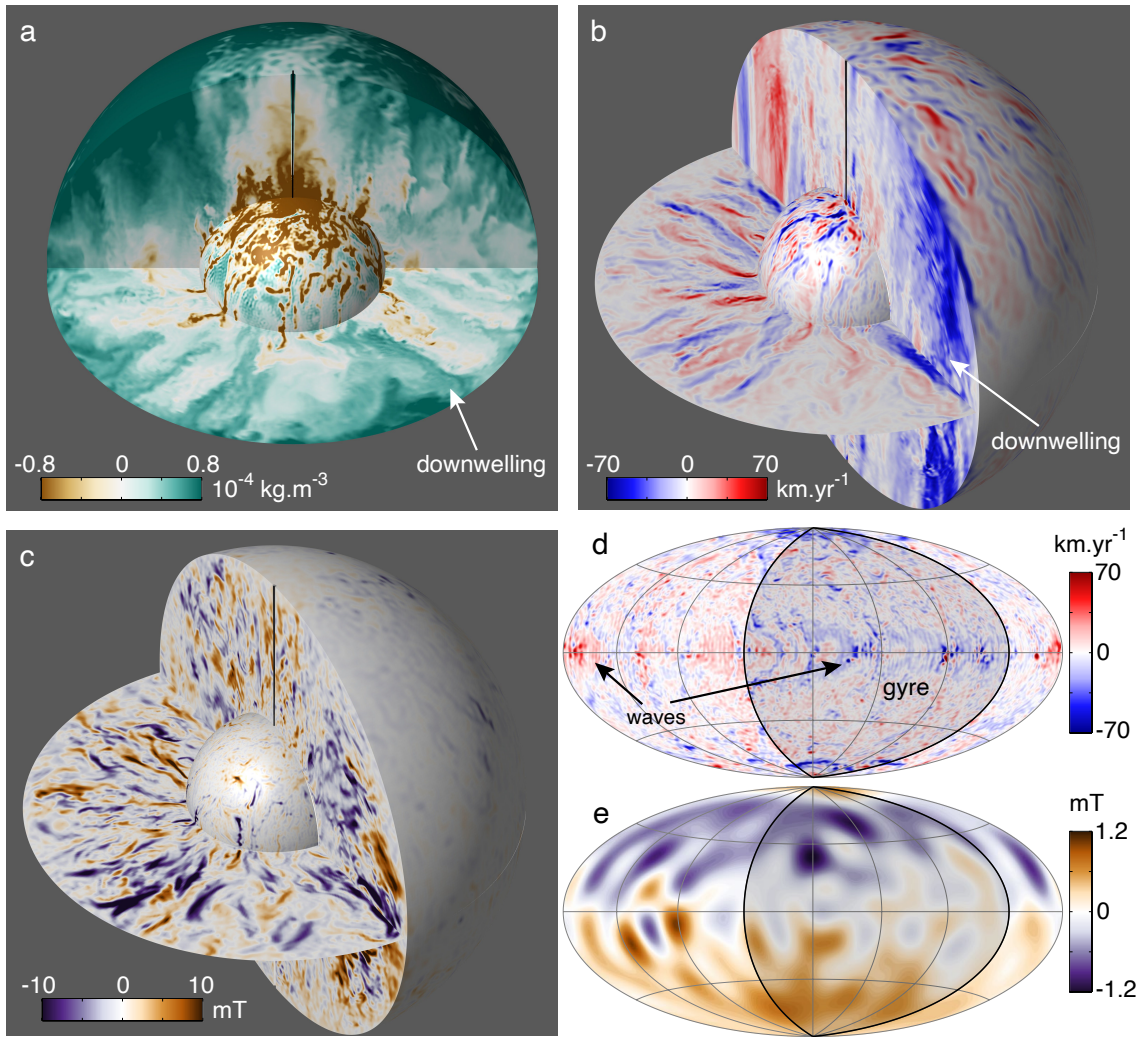 a
downwelling
-0.8 0 0.8
10⁻⁴ kg.m⁻³
b
downwelling
-70 0 70
km.yr⁻¹
c
-10 0 10
mT
d
km.yr⁻¹
70
0
-70
gyre
waves
e
mT
1.2
0
-1.2